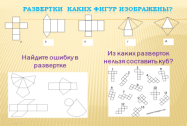 РАЗВЕРТКИ КАКИХ ФИГУР ИЗОБРАЖЕНЫ?
Найдите ошибку в
развертке
Из каких разверток
нельзя составить куб?